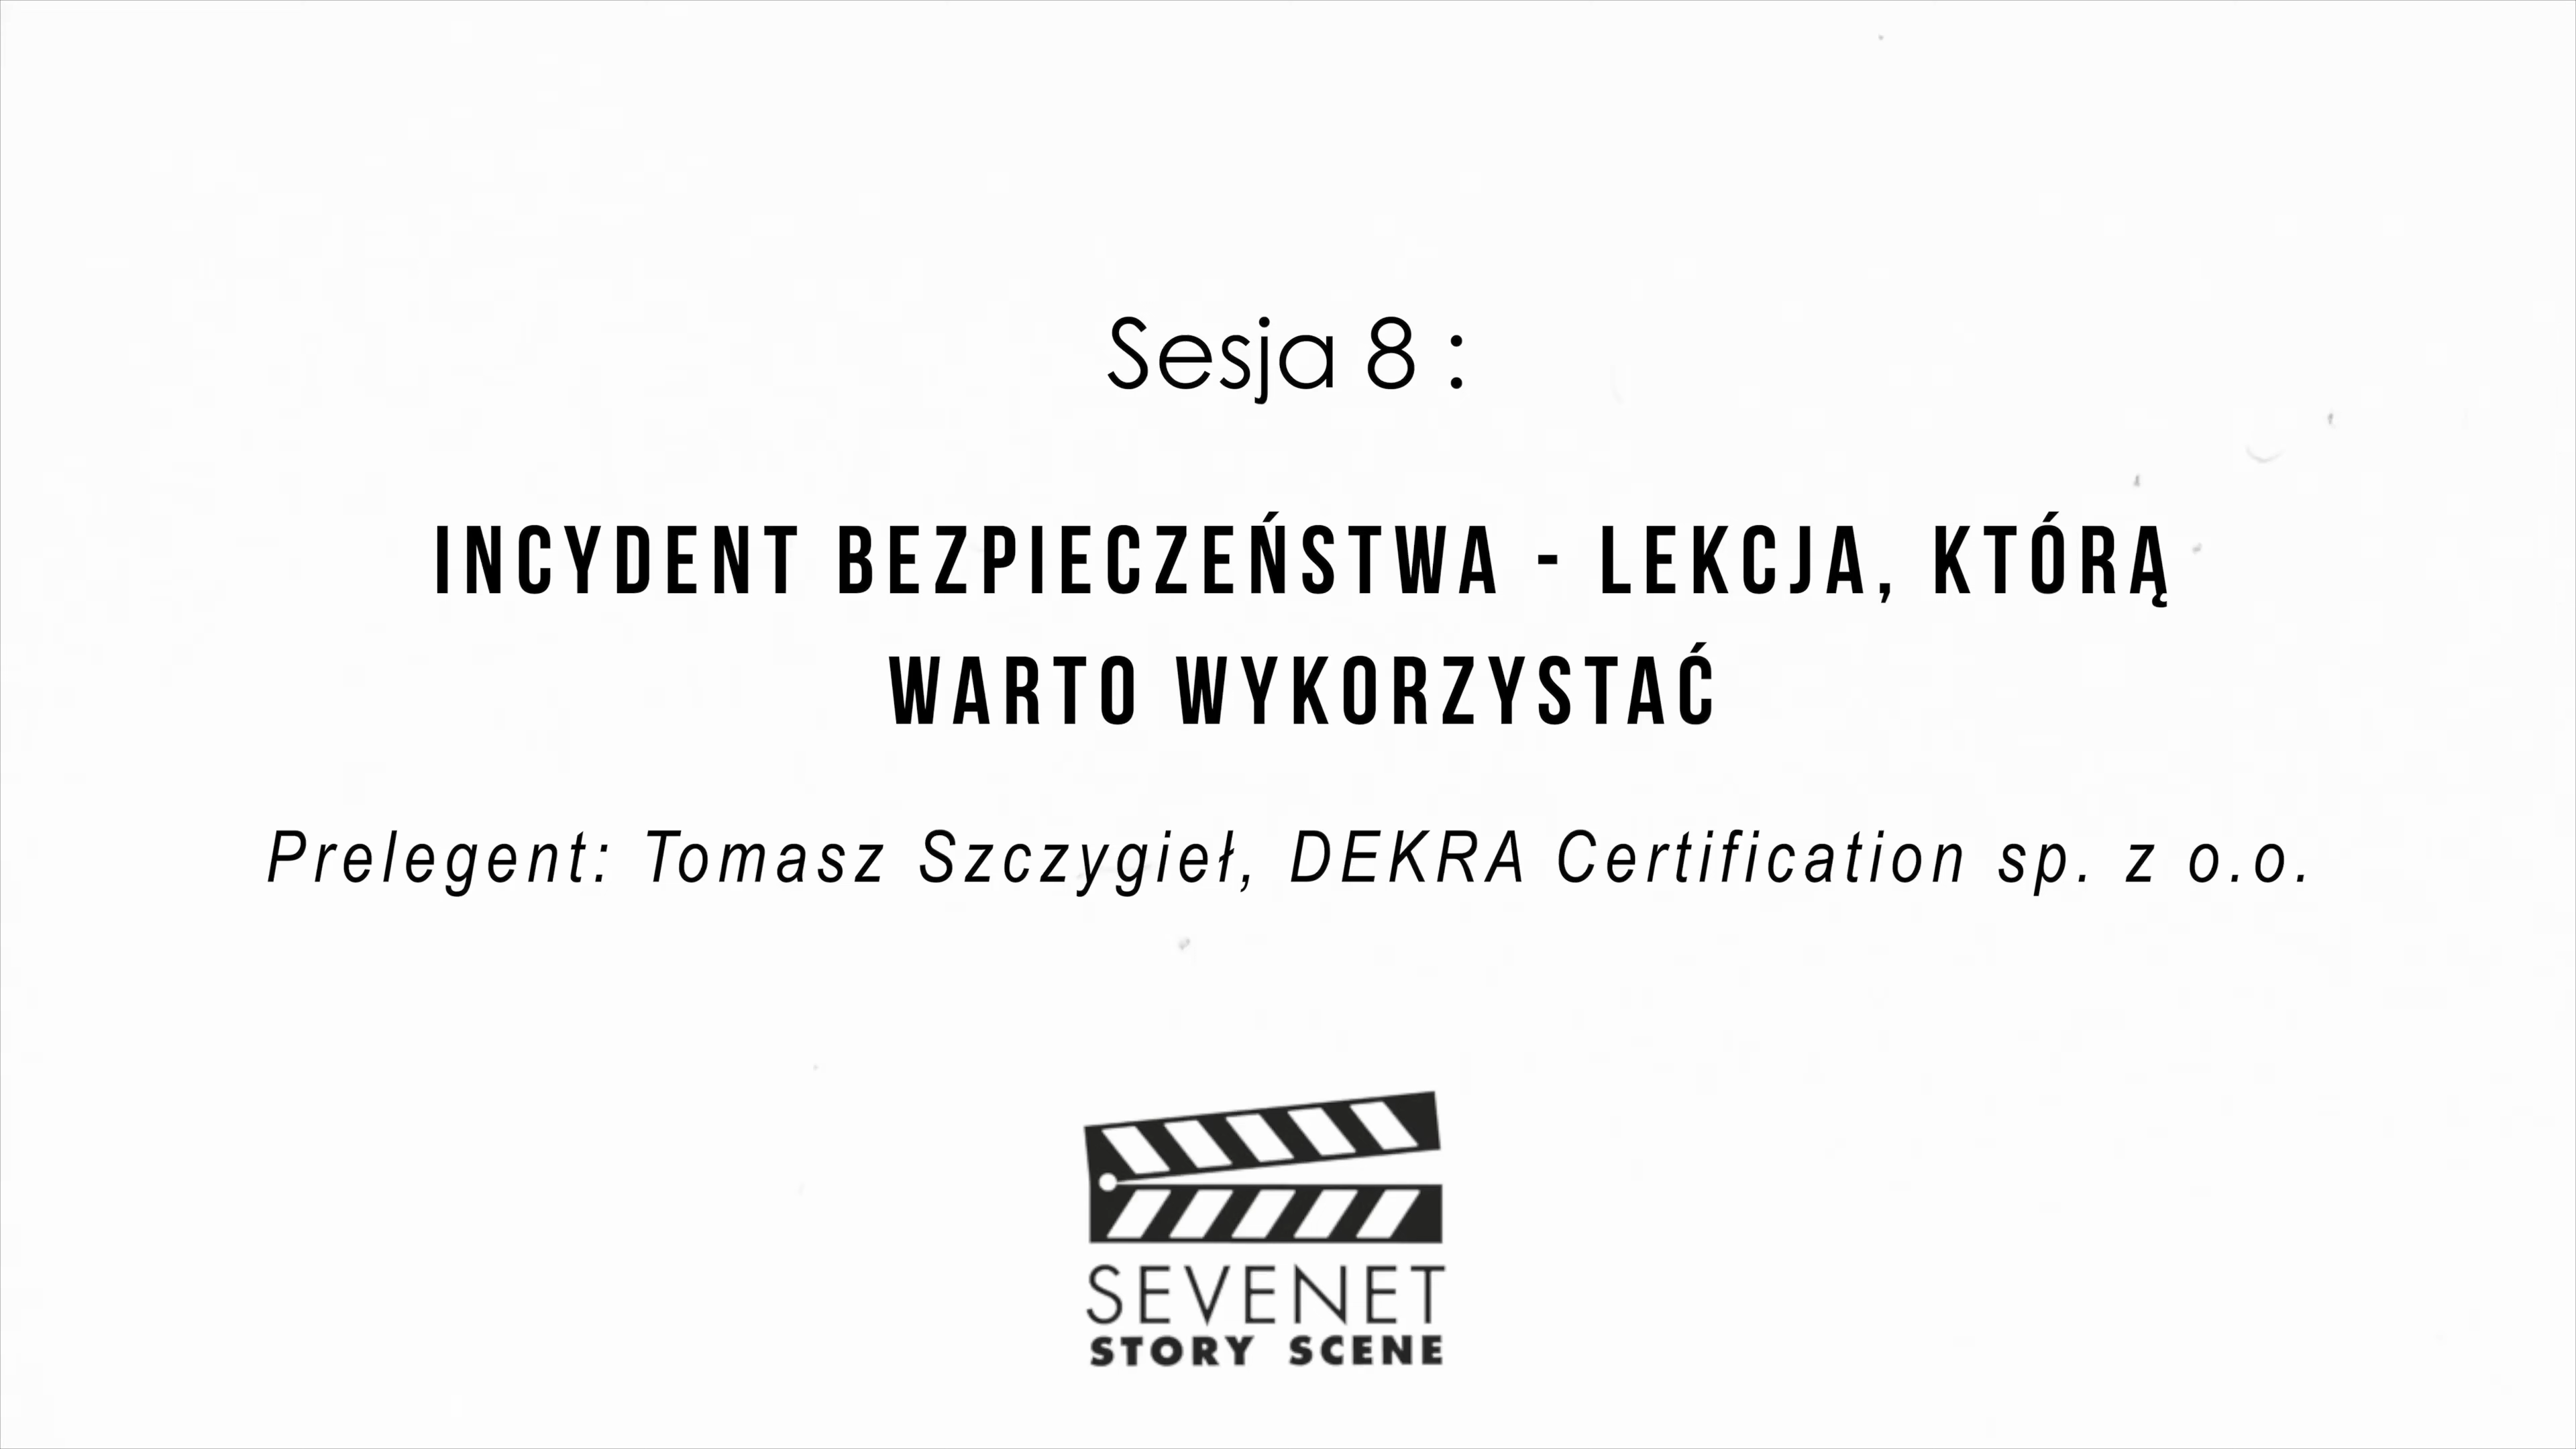 Sesja 8 :
INCYDENT BEZPIECZEŃSTWA - LEKCJA, KTÓRĄ
WARTO WYKORZYSTAĆ
Prelegent: Tomasz Szczygieł, DEKRA Certification sp. z o.o.
SEVENET
STORY SCENE